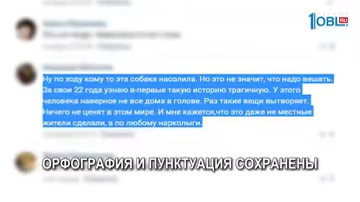 1OBL.RU
Ну по ходу кому то эта собака насолила. Но это не значит, что надо вешать.
За свои 22 года узнаю в-первые такую историю трагичную. У этого
человека наверное не все дома в голове. Раз такие вещи вытворяет.
Ничего не ценят в этом мире. И мне кажется,что это даже не местные
жители сделали, а по любому нарколыги.
ОРФОГРАФИЯ И ПУНКТУАЦИЯ СОХРАНЕНЫ